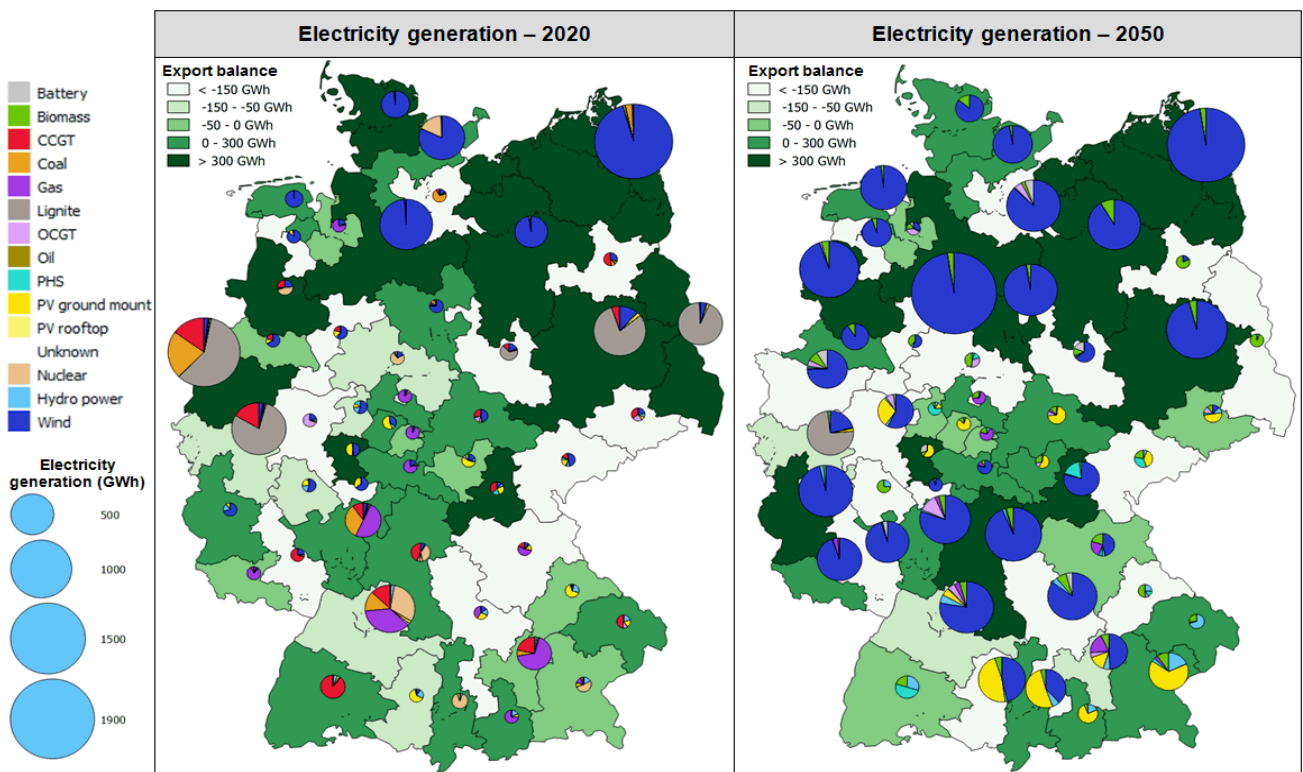 Electricity generation – 2020
Electricity generation – 2050
Export balance
< -150 GWh
-150 - -50 GWh
-50 - 0 GWh
0 - 300 GWh
> 300 GWh
Export balance
< -150 GWh
-150 - -50 GWh
-50 - 0 GWh
0 - 300 GWh
> 300 GWh
Battery
Biomass
CCGT
Coal
Gas
Lignite
OCGT
Oil
PHS
PV ground mount
PV rooftop
Unknown
Nuclear
Hydro power
Wind
Electricity
generation (GWh)
500
1000
1500
1900